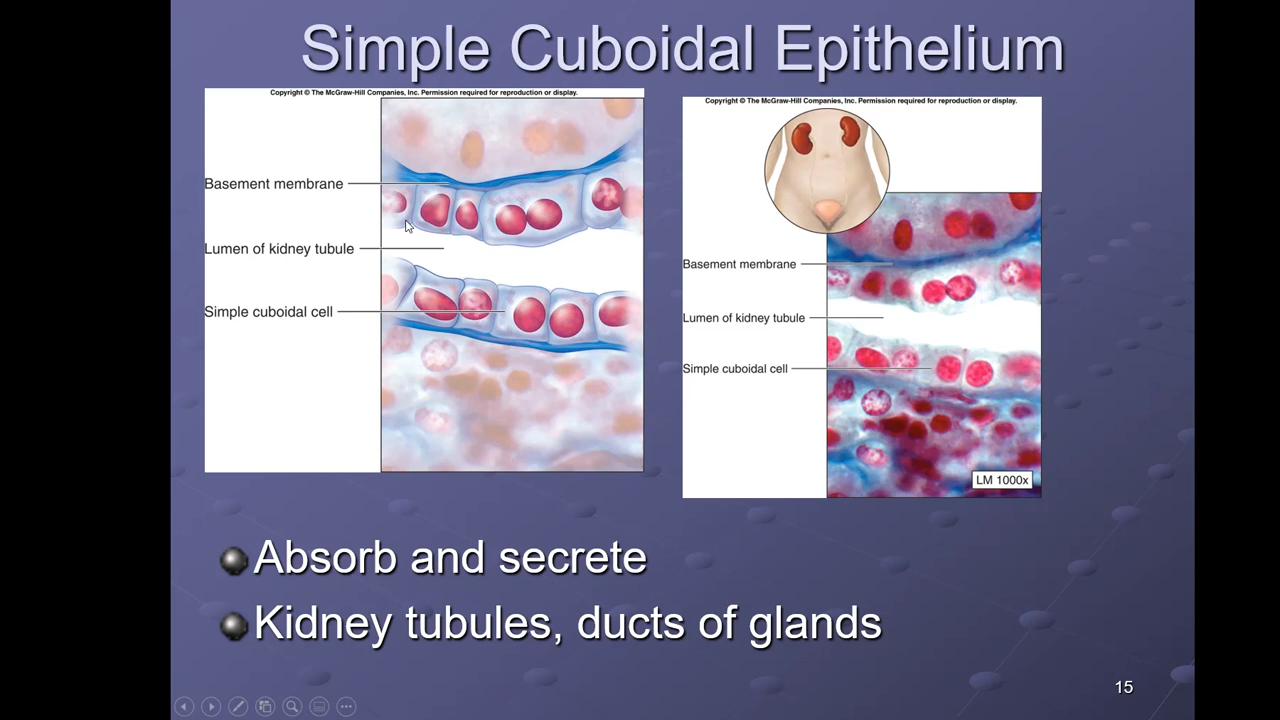 Simple Cuboidal Epithelium
Copyright © The McGraw-Hill Companies, Inc. Permission required for reproduction or display.
Basement membrane
Lumen of kidney tubule
Simple cuboidal cell
Copyright © The McGraw-Hill Companies, Inc. Permission required for reproduction or display.
Basement membrane
Lumen of kidney tubule
Simple cuboidal cell
LM 1000x
Absorb and secrete
Kidney tubules, ducts of glands
15